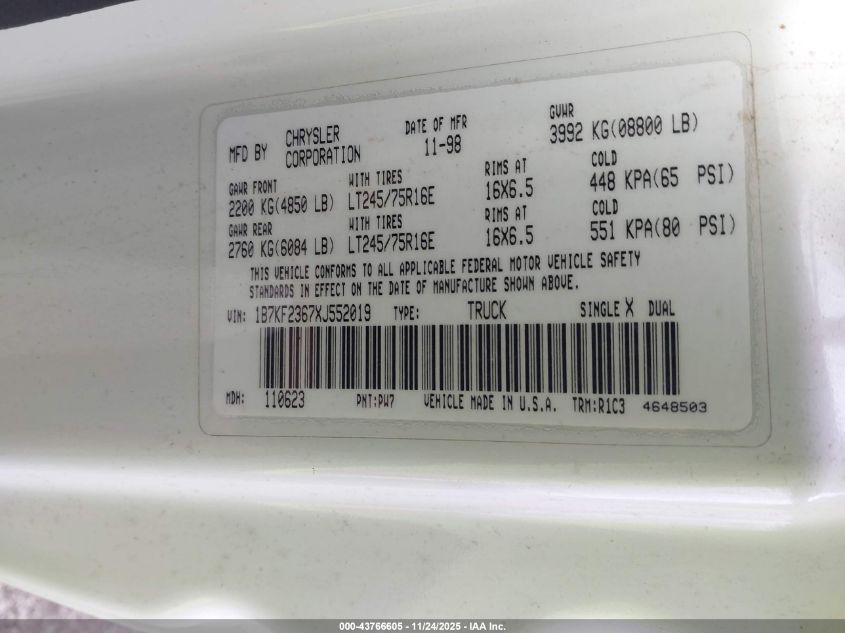 MFD BY CHRYSLER CORPORATION DATE OF MFR 11-98 GVWR 3992 KG(08800 LB)
GAWR FRONT WITH TIRES RIMS AT COLD
2200 KG(4850 LB) LT245/75R16E 16X6.5 448 KPA(65 PSI)
GAWR REAR WITH TIRES RIMS AT COLD
2760 KG(6084 LB) LT245/75R16E 16X6.5 551 KPA(80 PSI)
THIS VEHICLE CONFORMS TO ALL APPLICABLE FEDERAL MOTOR VEHICLE SAFETY
STANDARDS IN EFFECT ON THE DATE OF MANUFACTURE SHOWN ABOVE.
VIN: 1B7KF2367XJ552019 TYPE: TRUCK SINGLE X DUAL
MDH: 110623 PNT:PW7 VEHICLE MADE IN U.S.A. TRM:R1C3 4648503
000-43766605 - 11/24/2025 - IAA Inc.